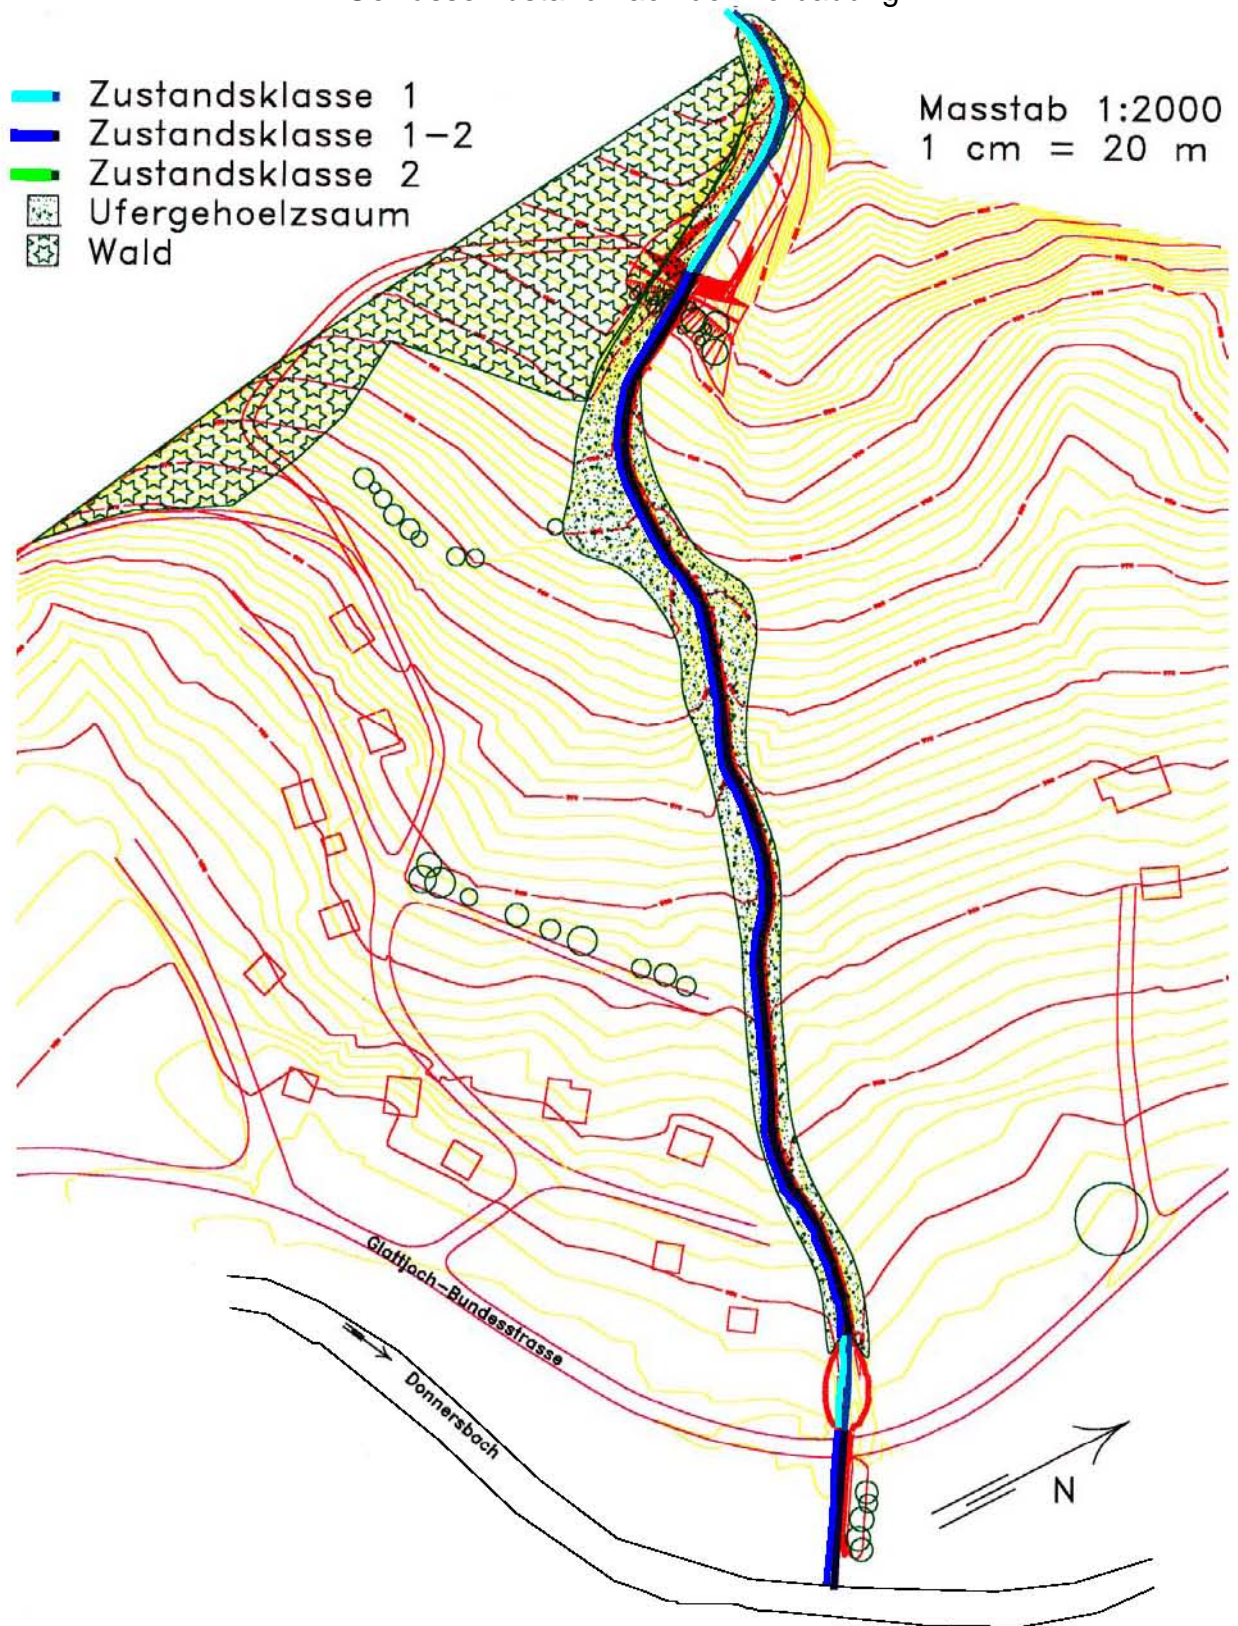 Zustandsklasse 1
Zustandsklasse 1-2
Zustandsklasse 2
Ufergehoelzsaum
Wald
Masstab 1:2000
1 cm = 20 m
Glattjoch-Bundesstrasse
Donnersbach
N